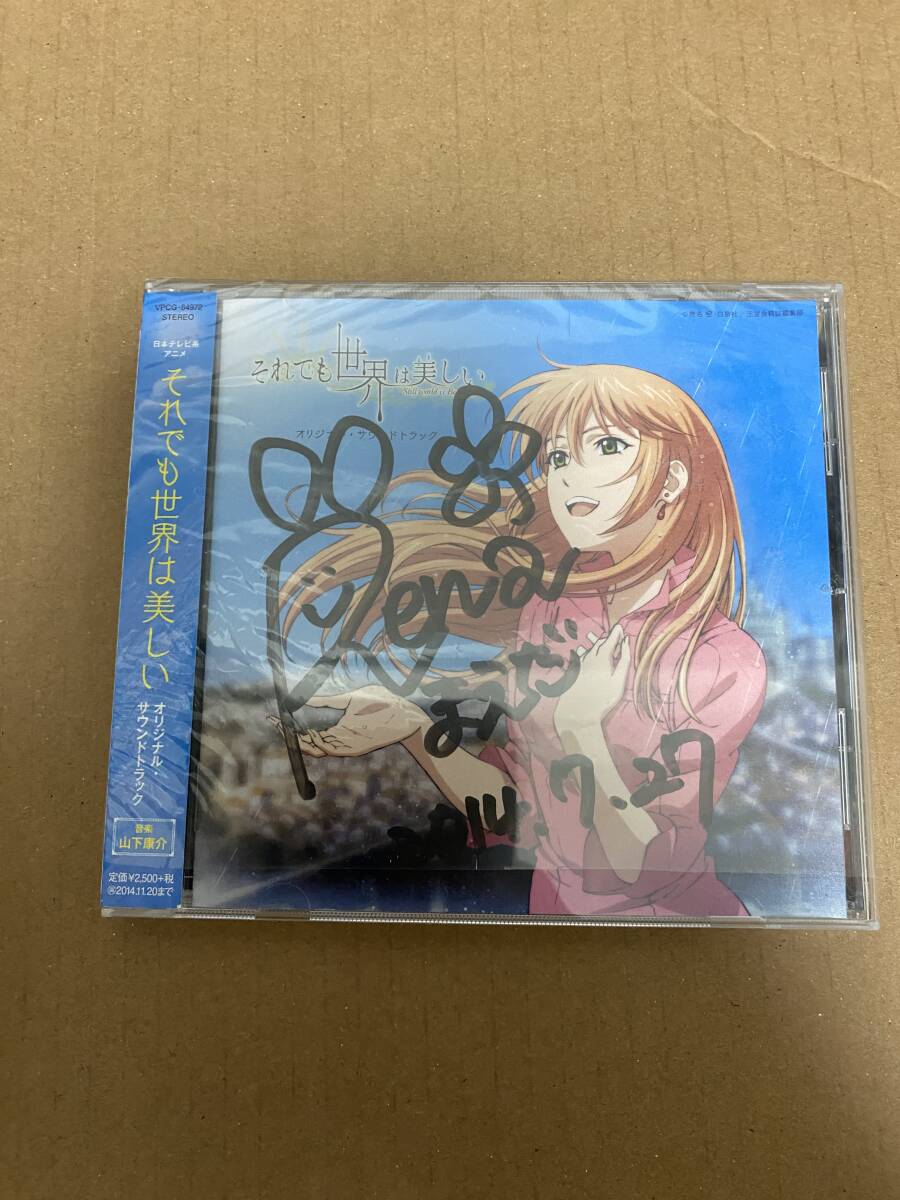 VPCG-84972
STEREO
日本テレビ系
アニメ
それでも世界は美しい
オリジナル・
サウンドトラック
音楽
山下康介
定価¥2,500+税
2014.11.20まで
それでも世界は美しい
オリジナル・サウンドトラック
Rena
まえだ
2014.7.27